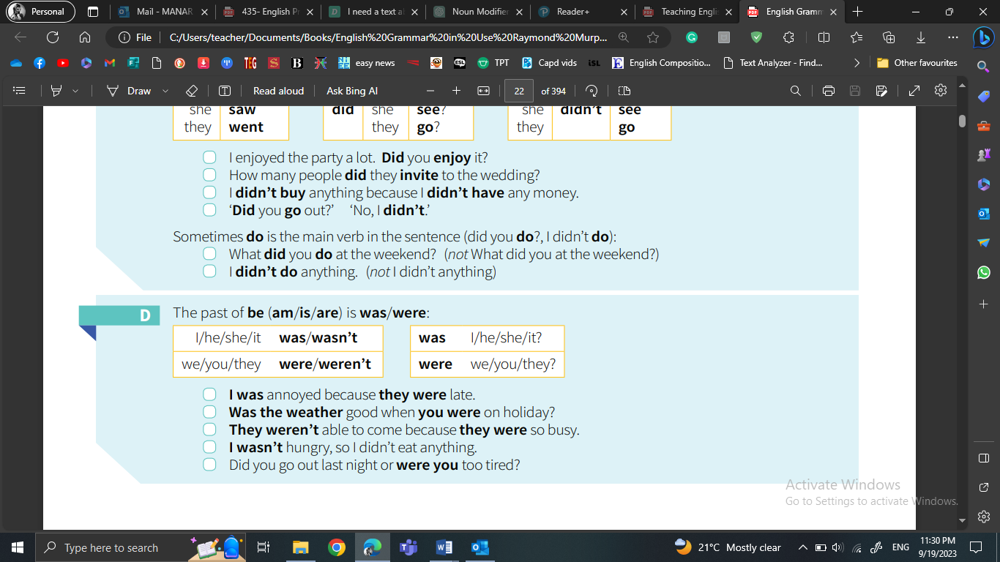 Personal
Mail - MANAR
435- English Pr
I need a text a
Noun Modifier
Reader+
Teaching Engli
English Gramm
File
C:/Users/teacher/Documents/Books/English%20Grammar%20in%20Use%20Raymond%20Murp...
TEG
easy news
ESL
TPT
Capd vids
iSL
English Compositio...
Text Analyzer - Find...
Other favourites
Draw
Read aloud
Ask Bing AI
22
of 394
she saw did she see? she didn't see
they went they go? they go
I enjoyed the party a lot. Did you enjoy it?
How many people did they invite to the wedding?
I didn't buy anything because I didn't have any money.
'Did you go out?' 'No, I didn't.'
Sometimes do is the main verb in the sentence (did you do?, I didn't do):
What did you do at the weekend? (not What did you at the weekend?)
I didn't do anything. (not I didn't anything)
D
The past of be (am/is/are) is was/were:
I/he/she/it was/wasn't was I/he/she/it?
we/you/they were/weren't were we/you/they?
I was annoyed because they were late.
Was the weather good when you were on holiday?
They weren't able to come because they were so busy.
I wasn't hungry, so I didn't eat anything.
Did you go out last night or were you too tired?
Activate Windows
Go to Settings to activate Windows.
Type here to search
21°C Mostly clear
ENG
11:30 PM
9/19/2023